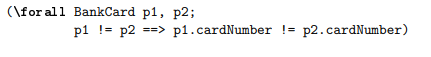 (\forall BankCard p1, p2;
p1 != p2 ==> p1.cardNumber != p2.cardNumber)